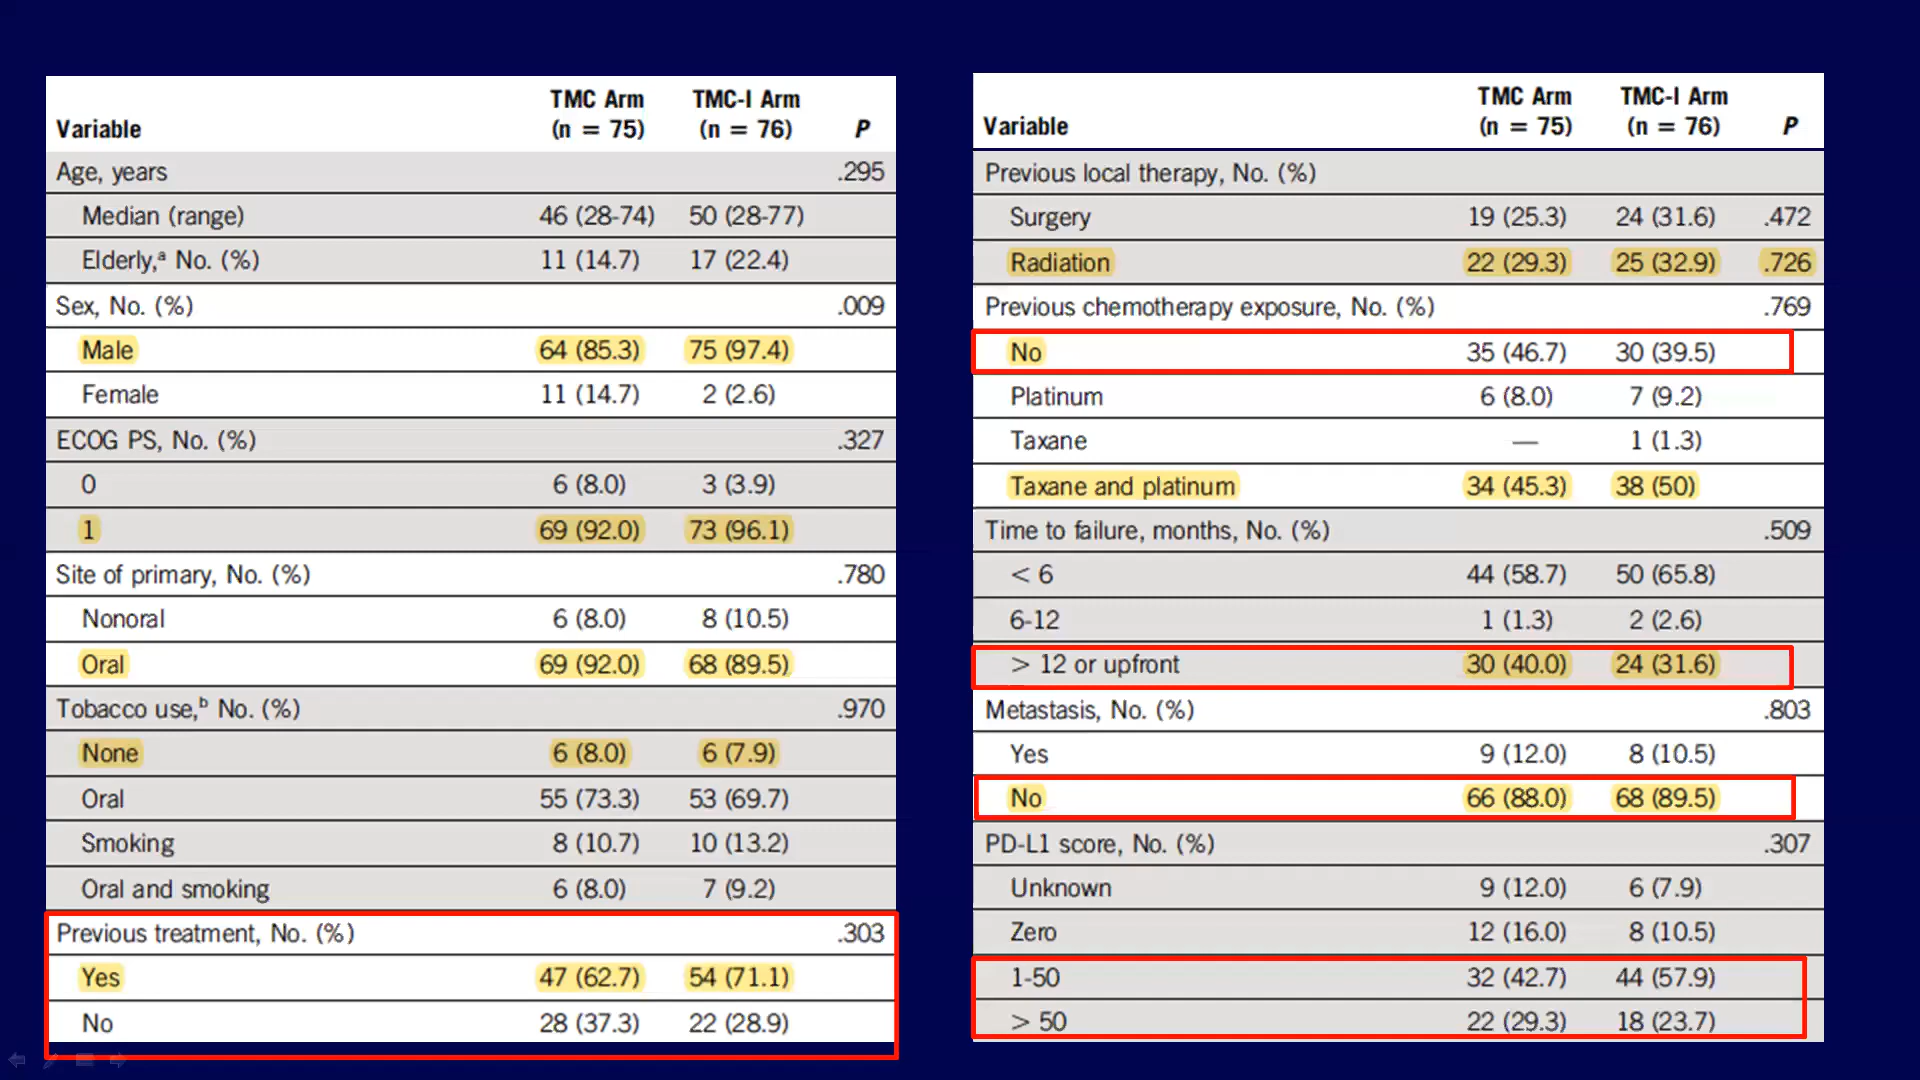 Variable TMC Arm (n = 75) TMC-I Arm (n = 76) P
Age, years .295
Median (range) 46 (28-74) 50 (28-77)
Elderly,ᵃ No. (%) 11 (14.7) 17 (22.4)
Sex, No. (%) .009
Male 64 (85.3) 75 (97.4)
Female 11 (14.7) 2 (2.6)
ECOG PS, No. (%) .327
0 6 (8.0) 3 (3.9)
1 69 (92.0) 73 (96.1)
Site of primary, No. (%) .780
Nonoral 6 (8.0) 8 (10.5)
Oral 69 (92.0) 68 (89.5)
Tobacco use,ᵇ No. (%) .970
None 6 (8.0) 6 (7.9)
Oral 55 (73.3) 53 (69.7)
Smoking 8 (10.7) 10 (13.2)
Oral and smoking 6 (8.0) 7 (9.2)
Previous treatment, No. (%) .303
Yes 47 (62.7) 54 (71.1)
No 28 (37.3) 22 (28.9)
Variable TMC Arm (n = 75) TMC-I Arm (n = 76) P
Previous local therapy, No. (%)
Surgery 19 (25.3) 24 (31.6) .472
Radiation 22 (29.3) 25 (32.9) .726
Previous chemotherapy exposure, No. (%) .769
No 35 (46.7) 30 (39.5)
Platinum 6 (8.0) 7 (9.2)
Taxane — 1 (1.3)
Taxane and platinum 34 (45.3) 38 (50)
Time to failure, months, No. (%) .509
< 6 44 (58.7) 50 (65.8)
6-12 1 (1.3) 2 (2.6)
> 12 or upfront 30 (40.0) 24 (31.6)
Metastasis, No. (%) .803
Yes 9 (12.0) 8 (10.5)
No 66 (88.0) 68 (89.5)
PD-L1 score, No. (%) .307
Unknown 9 (12.0) 6 (7.9)
Zero 12 (16.0) 8 (10.5)
1-50 32 (42.7) 44 (57.9)
> 50 22 (29.3) 18 (23.7)